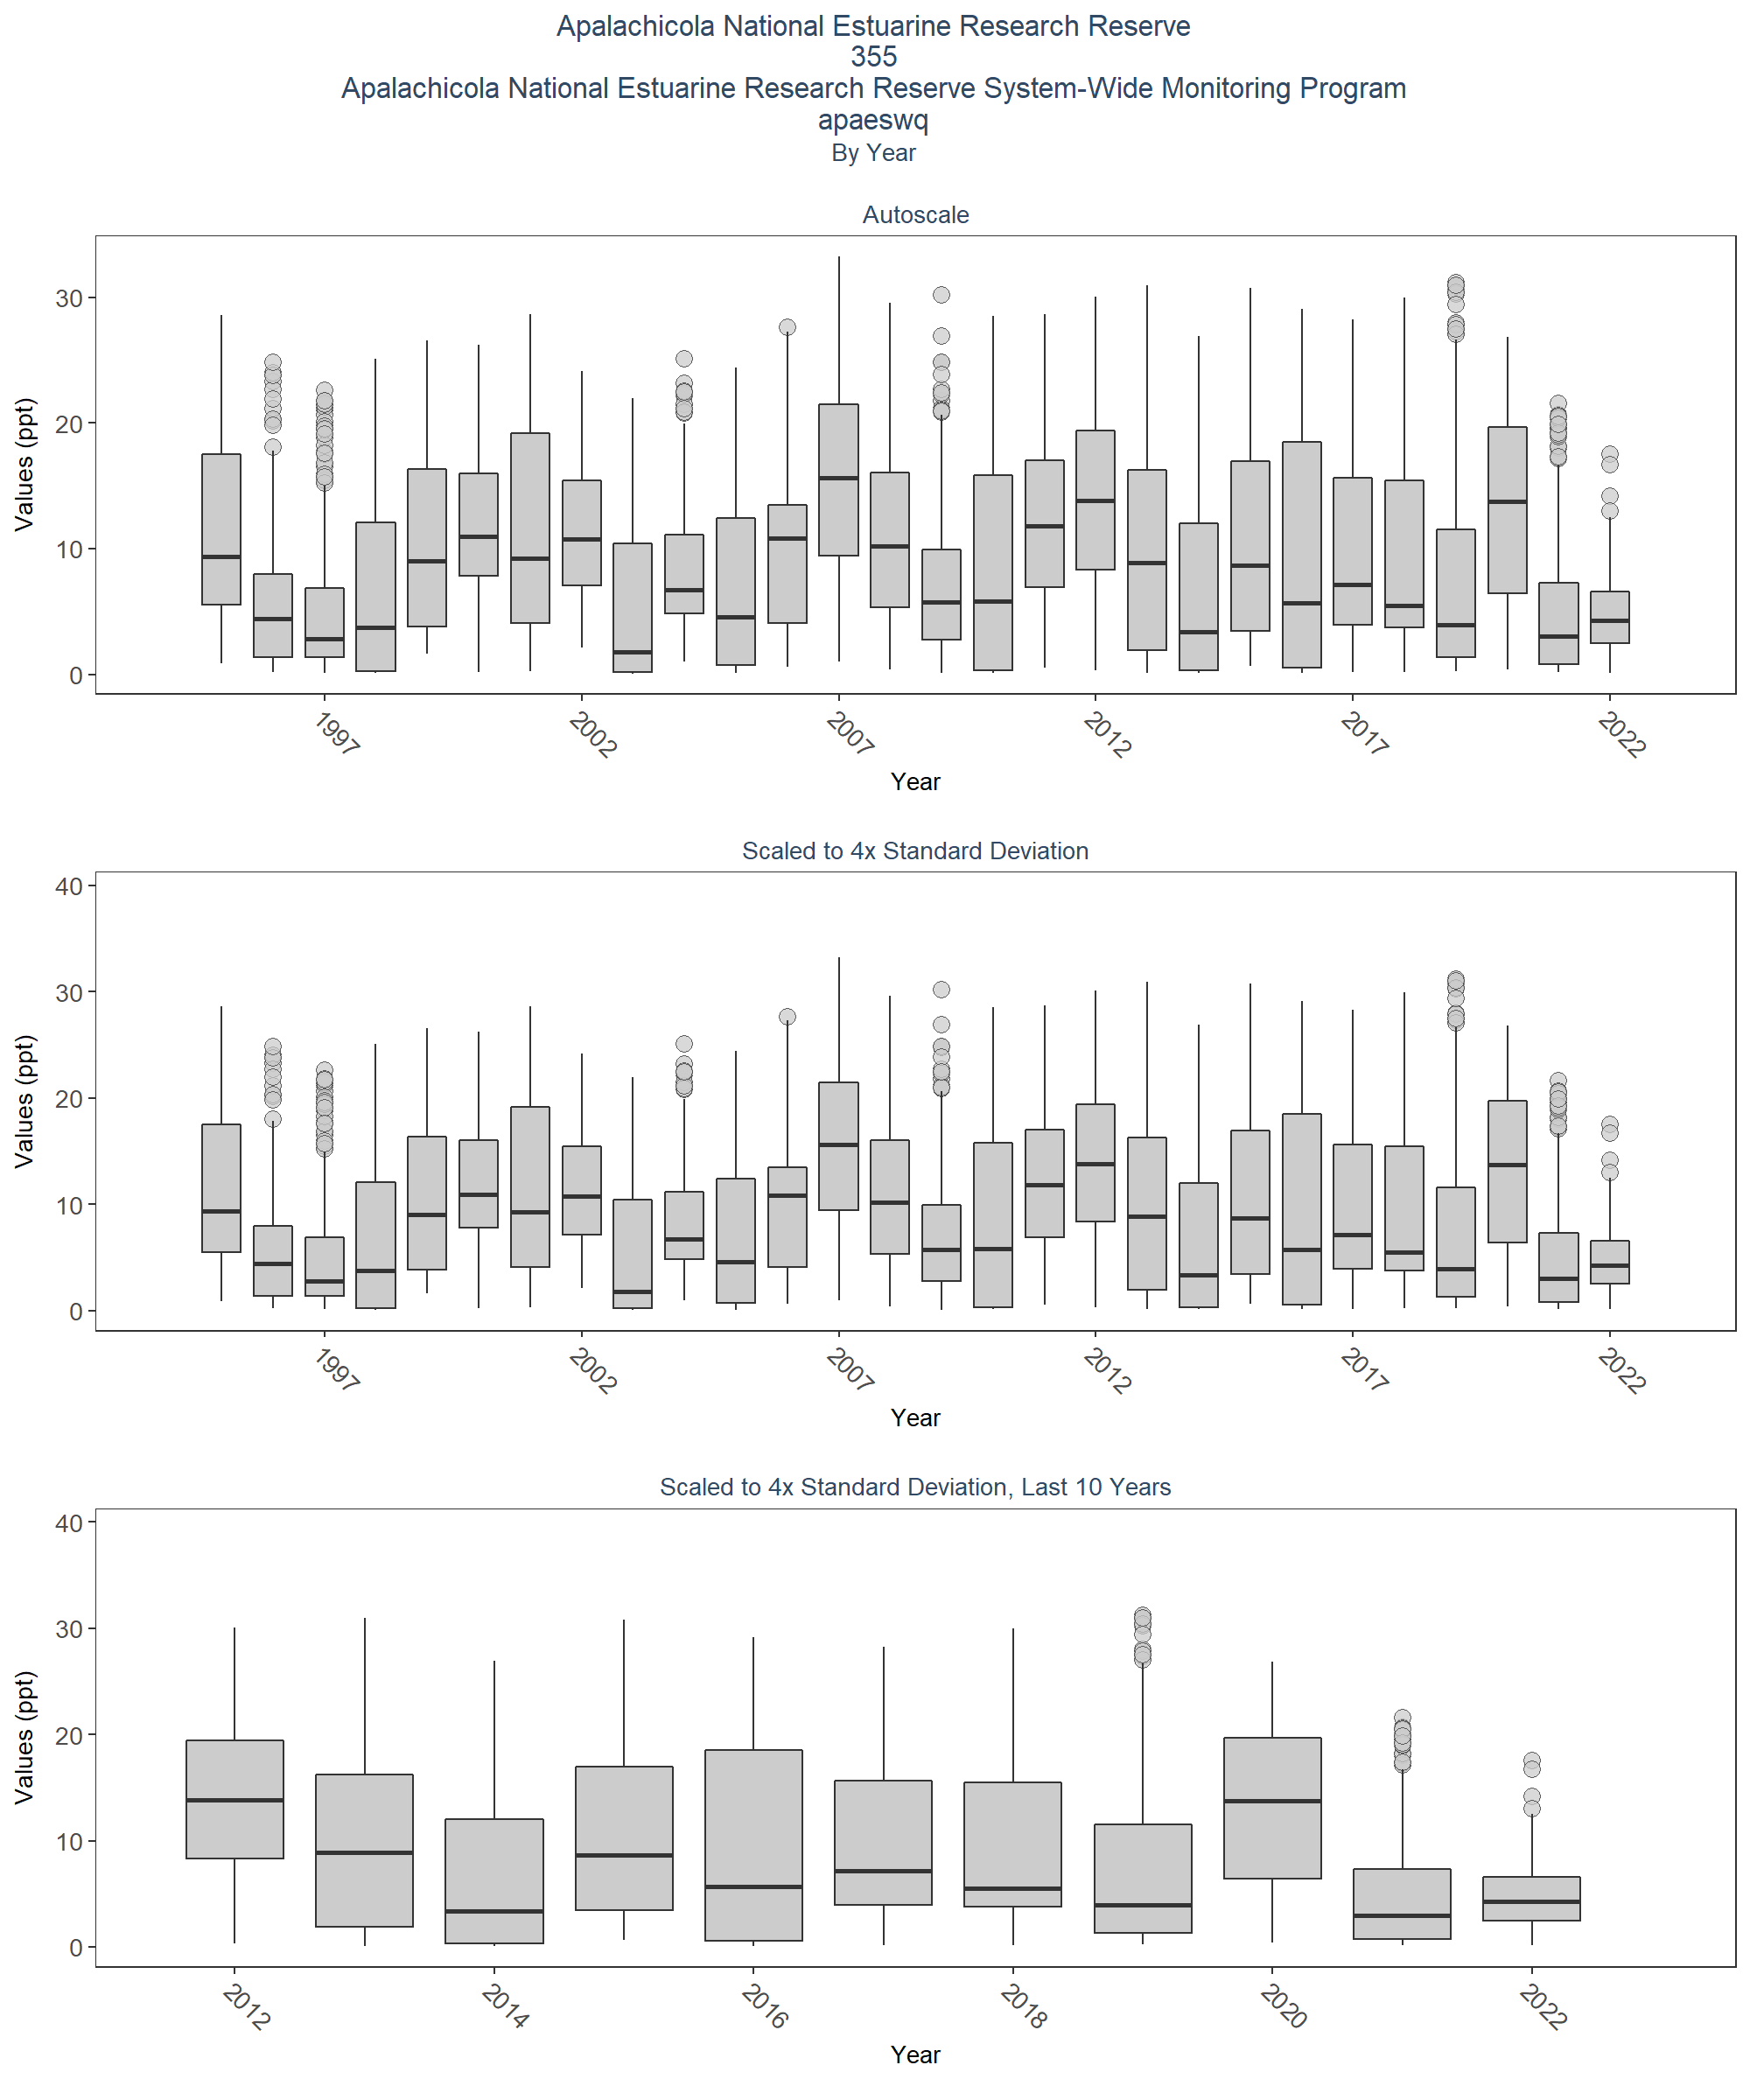 Apalachicola National Estuarine Research Reserve
355
Apalachicola National Estuarine Research Reserve System-Wide Monitoring Program
apaeswq
By Year
Autoscale
Values (ppt)
30
20
10
0
1997 2002 2007 2012 2017 2022
Year
Scaled to 4x Standard Deviation
Values (ppt)
40
30
20
10
0
1997 2002 2007 2012 2017 2022
Year
Scaled to 4x Standard Deviation, Last 10 Years
Values (ppt)
40
30
20
10
0
2012 2014 2016 2018 2020 2022
Year